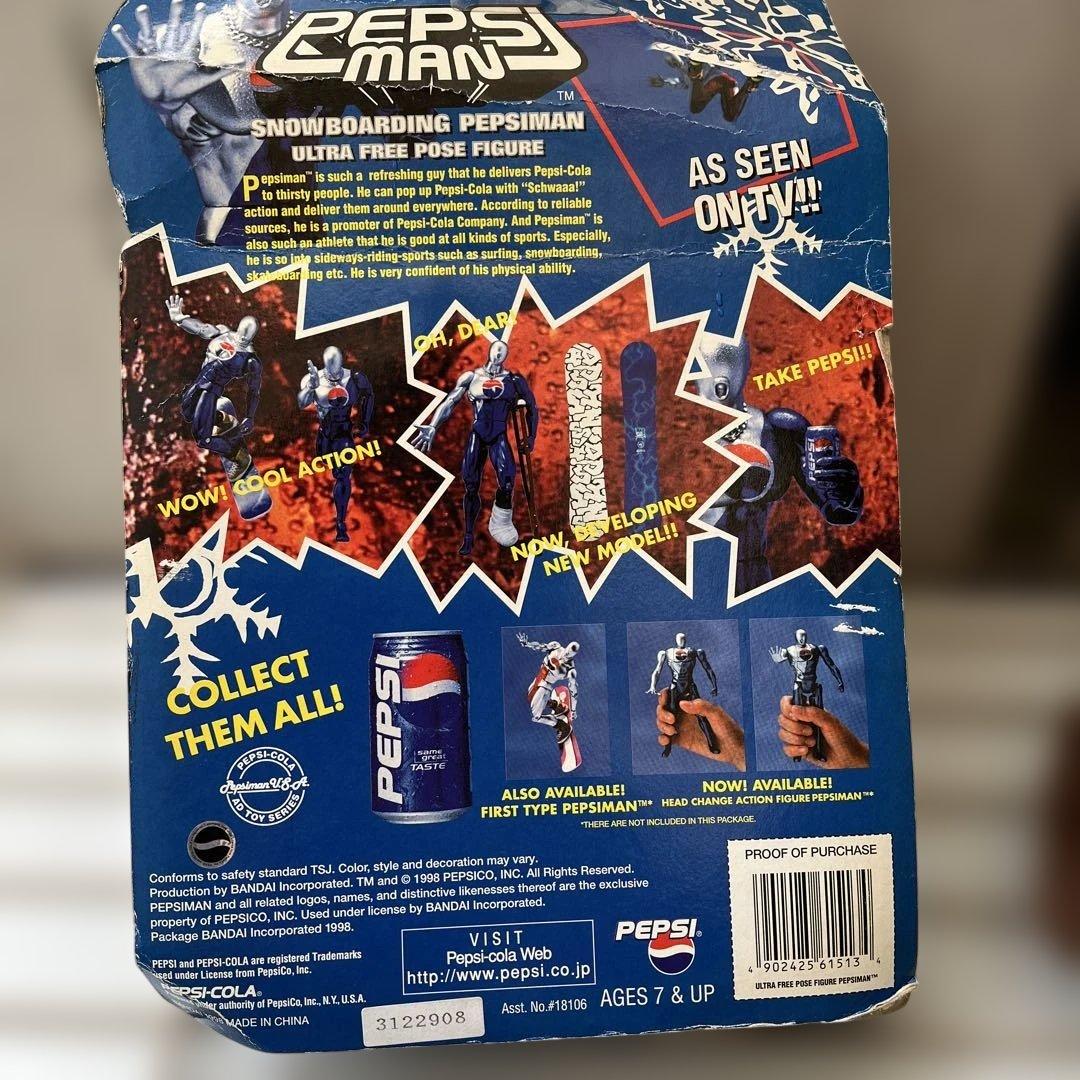 PEPSI
MAN
TM
SNOWBOARDING PEPSIMAN
ULTRA FREE POSE FIGURE
Pepsiman™ is such a refreshing guy that he delivers Pepsi-Cola
to thirsty people. He can pop up Pepsi-Cola with “Schwaaa!”
action and deliver them around everywhere. According to reliable
sources, he is a promoter of Pepsi-Cola Company. And Pepsiman™ is
also such an athlete that he is good at all kinds of sports. Especially,
he is so into sideways-riding-sports such as surfing, snowboarding,
skateboarding etc. He is very confident of his physical ability.
AS SEEN
ON TV!!
WOW! COOL ACTION!
OH, DEAR!
NOW, DEVELOPING
NEW MODEL!!
TAKE PEPSI!!
PEPSI
COLLECT
THEM ALL!
PEPSI-COLA
Pepsiman U.S.A.
AD TOY SERIES
PEPSI
same
great
TASTE
ALSO AVAILABLE!
FIRST TYPE PEPSIMAN™*
NOW! AVAILABLE!
HEAD CHANGE ACTION FIGURE PEPSIMAN™*
*THERE ARE NOT INCLUDED IN THIS PACKAGE.
Conforms to safety standard TSJ. Color, style and decoration may vary.
Production by BANDAI Incorporated. TM and © 1998 PEPSICO, INC. All Rights Reserved.
PEPSIMAN and all related logos, names, and distinctive likenesses thereof are the exclusive
property of PEPSICO, INC. Used under license by BANDAI Incorporated.
Package BANDAI Incorporated 1998.
PEPSI and PEPSI-COLA are registered Trademarks
used under License from PepsiCo, Inc.
PEPSI-COLA®
under authority of PepsiCo, Inc., N.Y., U.S.A.
1998 MADE IN CHINA
3122908
VISIT
Pepsi-cola Web
http://www.pepsi.co.jp
Asst. No.#18106
AGES 7 & UP
PEPSI®
PROOF OF PURCHASE
4 902425 61513 4
ULTRA FREE POSE FIGURE PEPSIMAN™